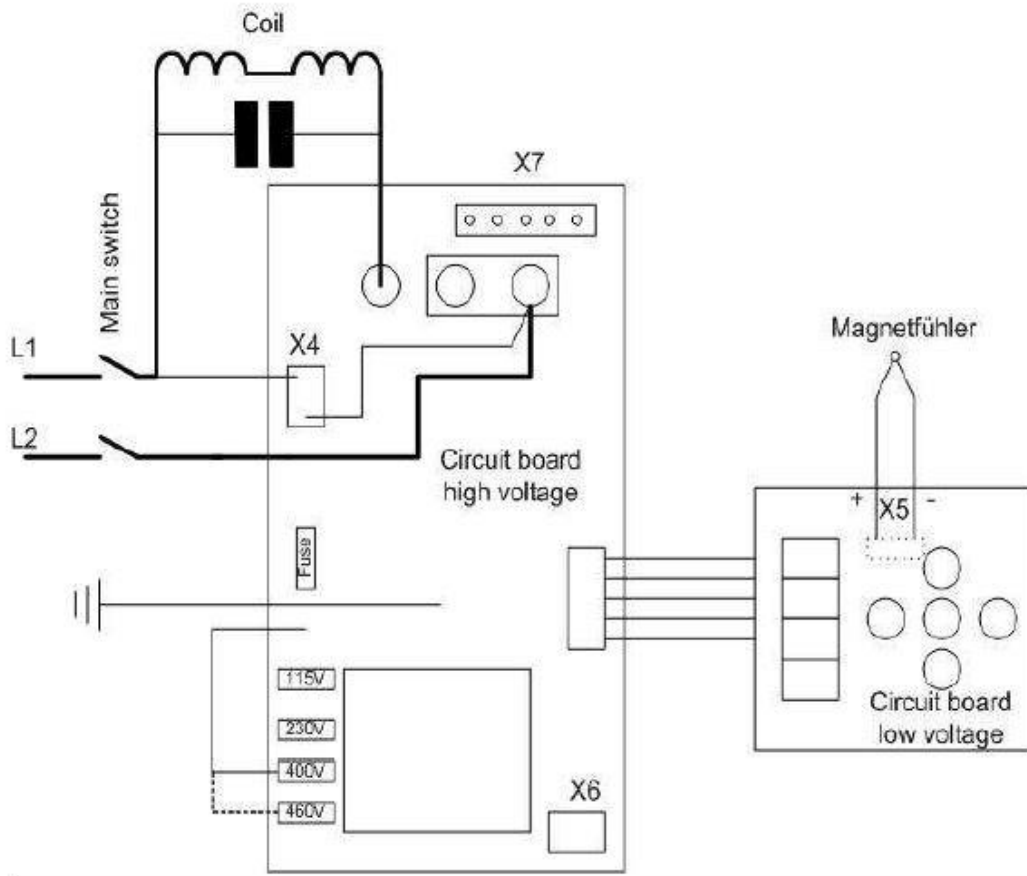 Coil
X7
Main switch
L1
X4
Magnetfühler
L2
Circuit board
high voltage
+ X5 -
Fuse
115V
230V
400V
460V
X6
Circuit board
low voltage